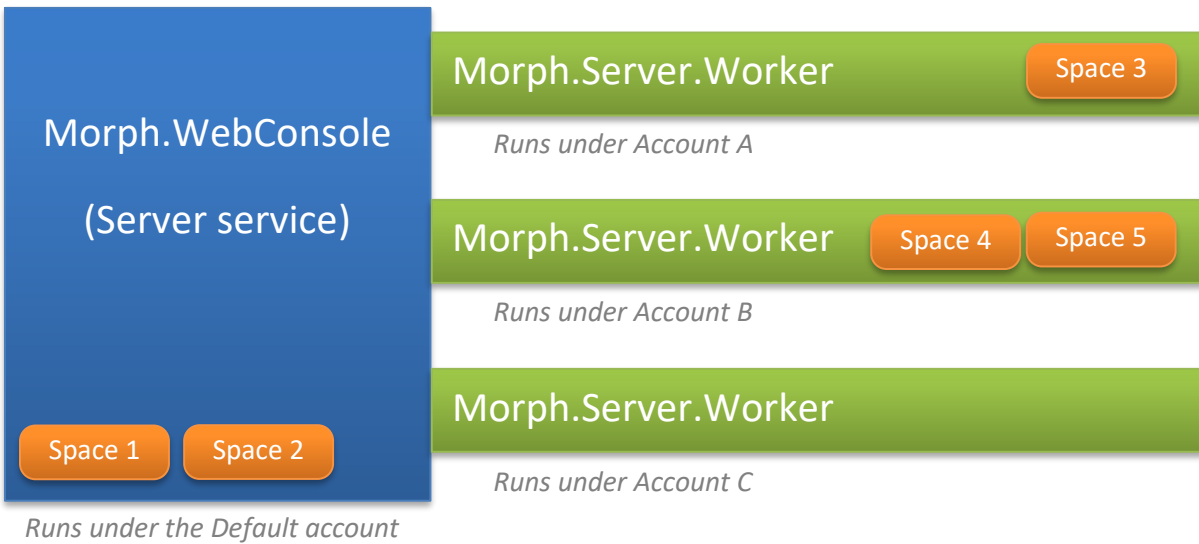 Morph.WebConsole
(Server service)
Space 1
Space 2
Runs under the Default account
Morph.Server.Worker
Space 3
Runs under Account A
Morph.Server.Worker
Space 4
Space 5
Runs under Account B
Morph.Server.Worker
Runs under Account C